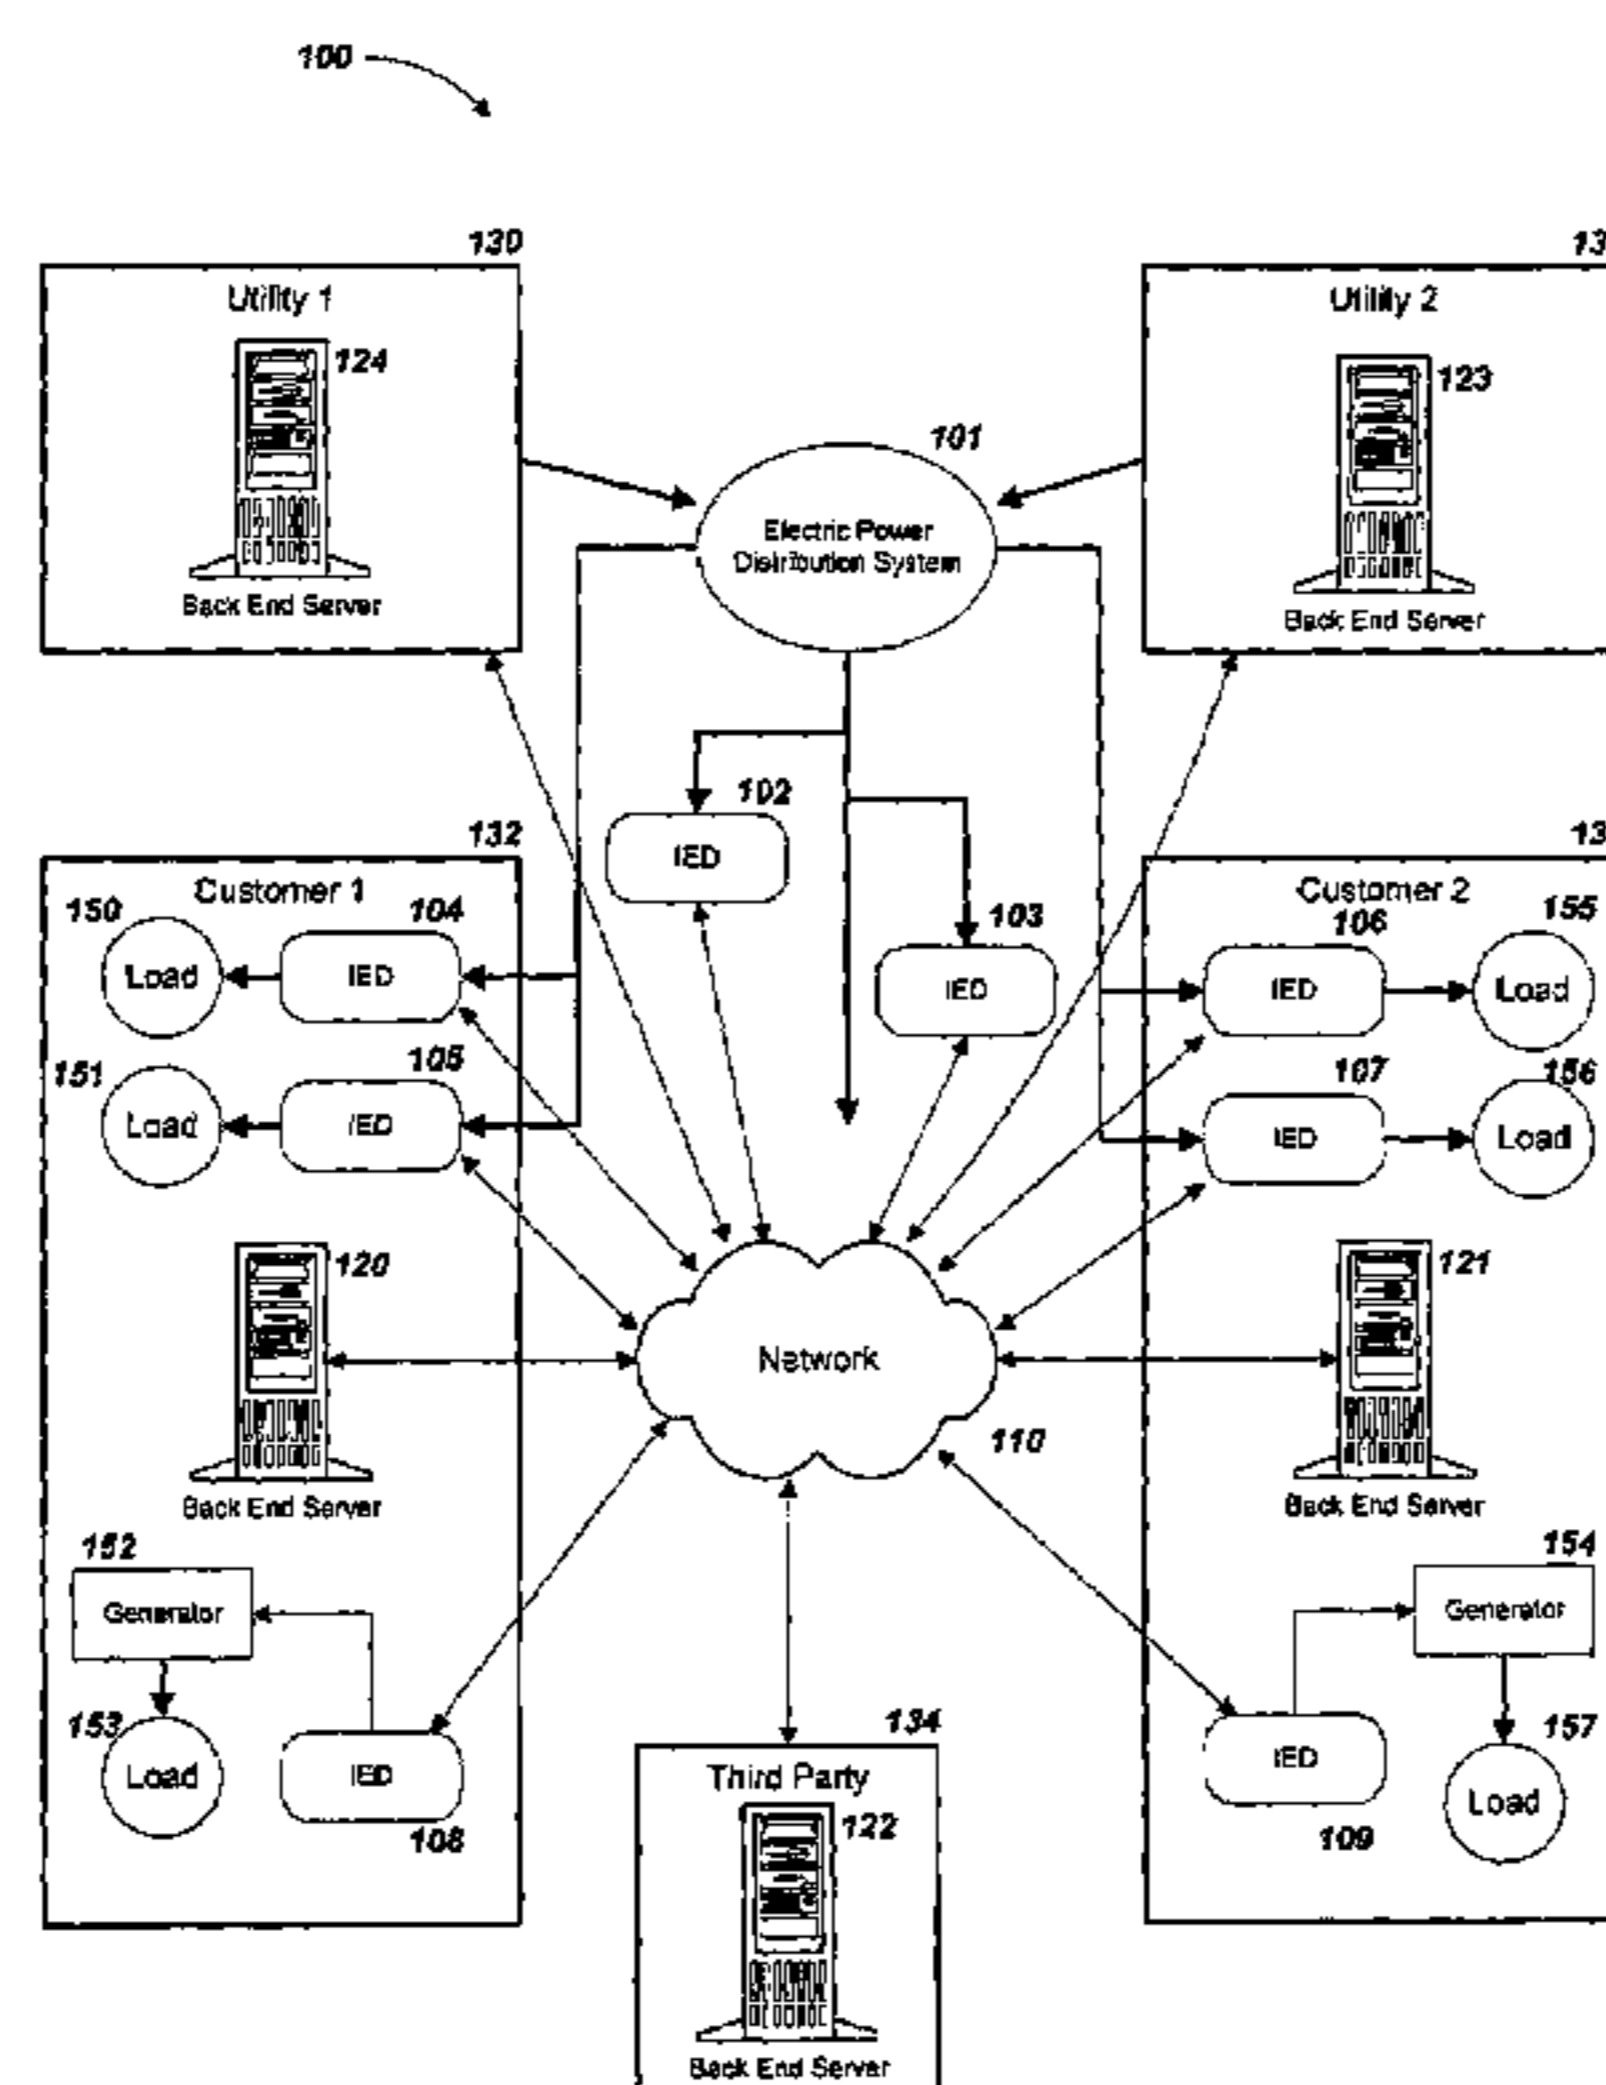 100
130
13
Utility 1
Utility 2
124
123
101
Electric Power
Distribution System
Back End Server
Back End Server
102
132
13
IED
Customer 1
Customer 2
150
104
103
106
155
Load
IED
IED
IED
Load
151
105
107
156
Load
IED
IED
Load
120
121
Network
110
Back End Server
Back End Server
152
154
Generator
Generator
153
134
157
Load
IED
Third Party
IED
Load
108
122
109
Back End Server